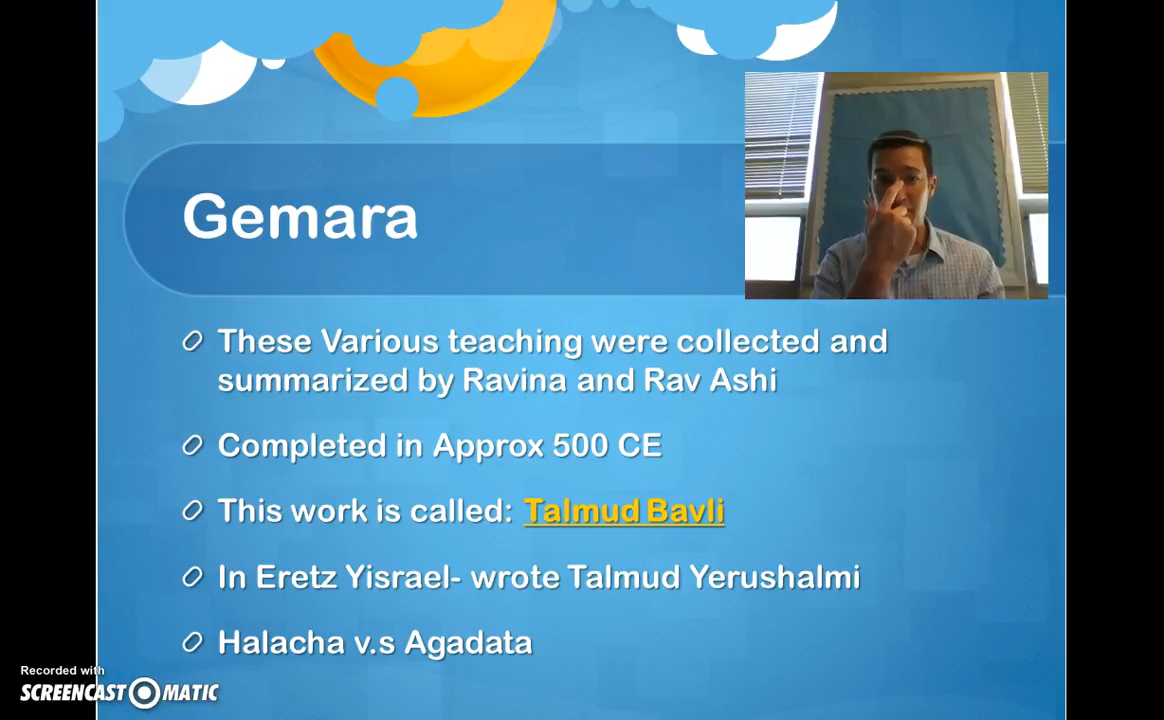 Gemara
These Various teaching were collected and
summarized by Ravina and Rav Ashi
Completed in Approx 500 CE
This work is called: Talmud Bavli
In Eretz Yisrael- wrote Talmud Yerushalmi
Halacha v.s Agadata
Recorded with
SCREENCAST MATIC